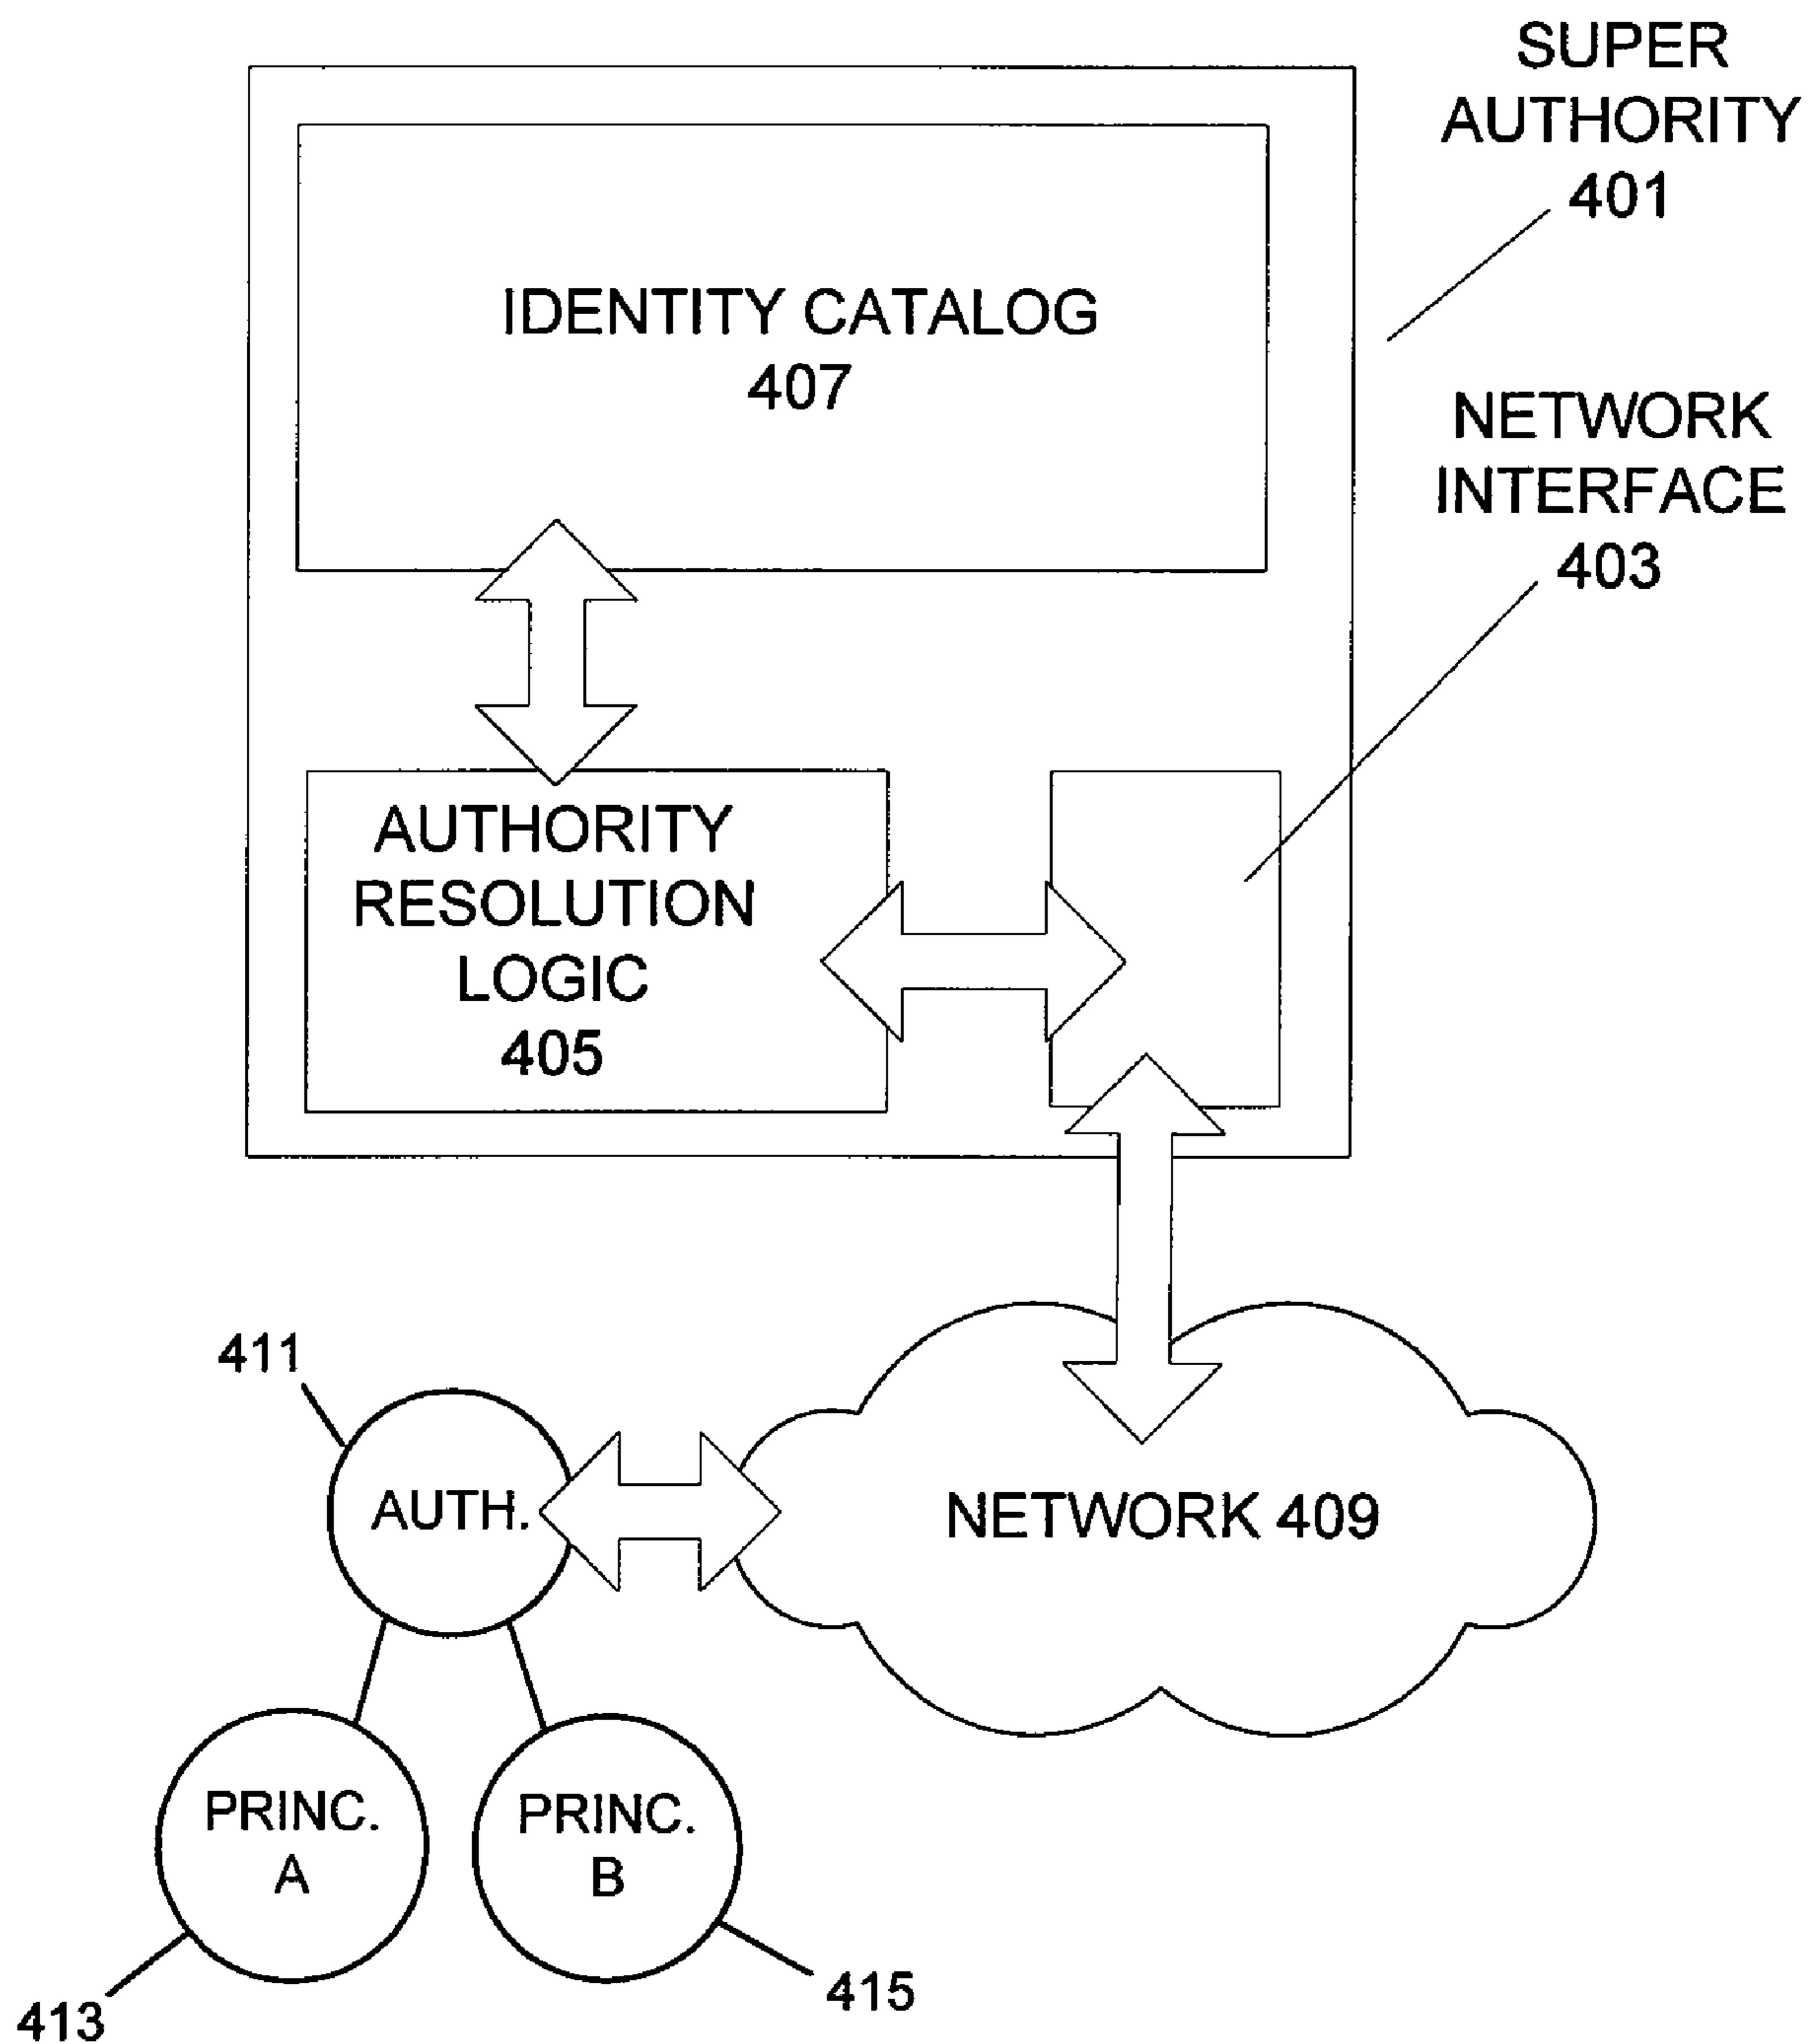 SUPER
AUTHORITY
401
IDENTITY CATALOG
407
NETWORK
INTERFACE
403
AUTHORITY
RESOLUTION
LOGIC
405
411
AUTH.
NETWORK 409
PRINC.
A
PRINC.
B
413
415